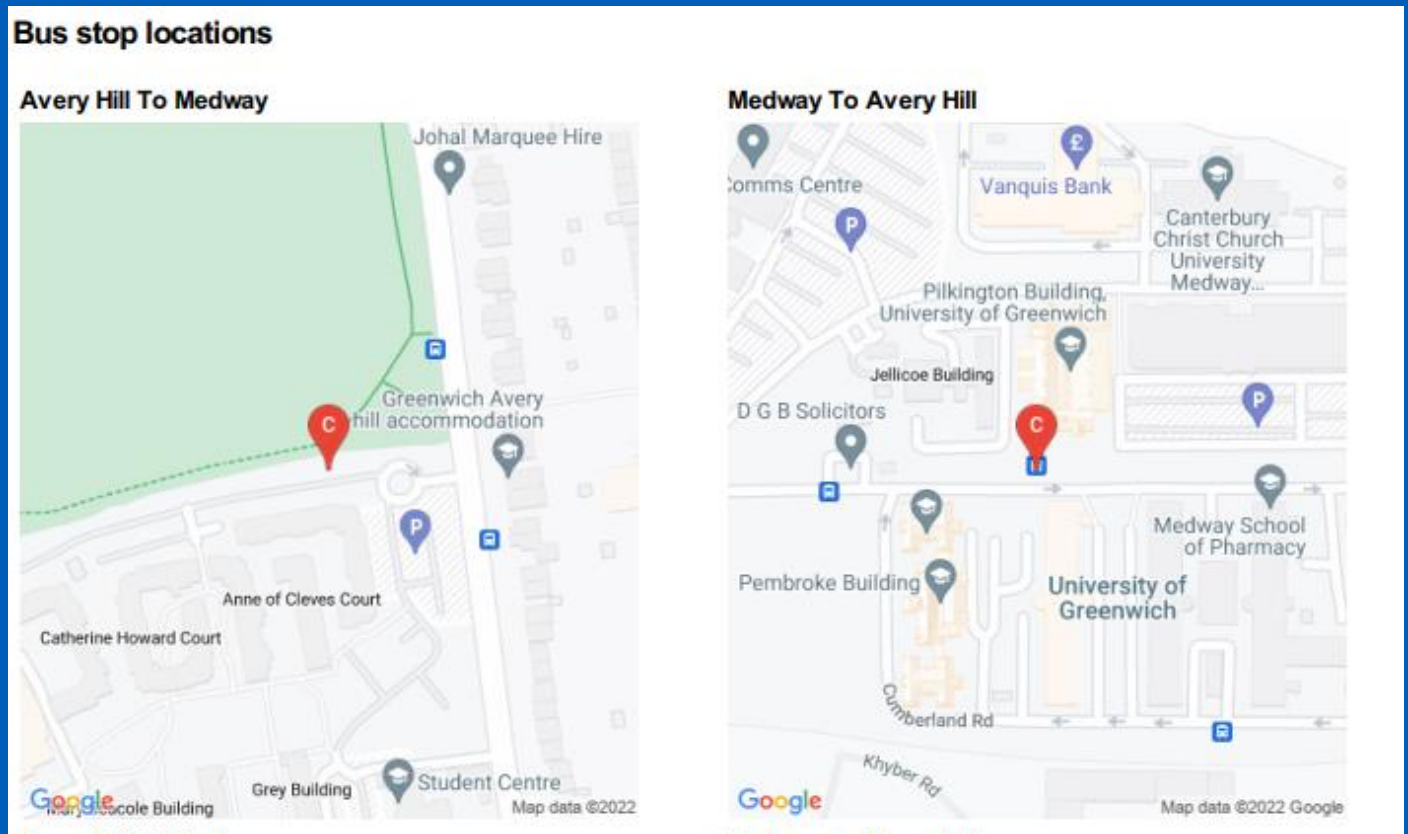 Bus stop locations
Avery Hill To Medway
Johal Marquee Hire
Greenwich Avery
hill accommodation
C
P
Anne of Cleves Court
Catherine Howard Court
Grey Building
Student Centre
Google
cole Building
Map data ©2022
Medway To Avery Hill
£
Comms Centre
Vanquis Bank
P
Canterbury
Christ Church
University
Medway...
Pilkington Building,
University of Greenwich
Jellicoe Building
D G B Solicitors
C
P
Medway School
of Pharmacy
Pembroke Building
University of
Greenwich
Cumberland Rd
Khyber Rd
Google
Map data ©2022 Google